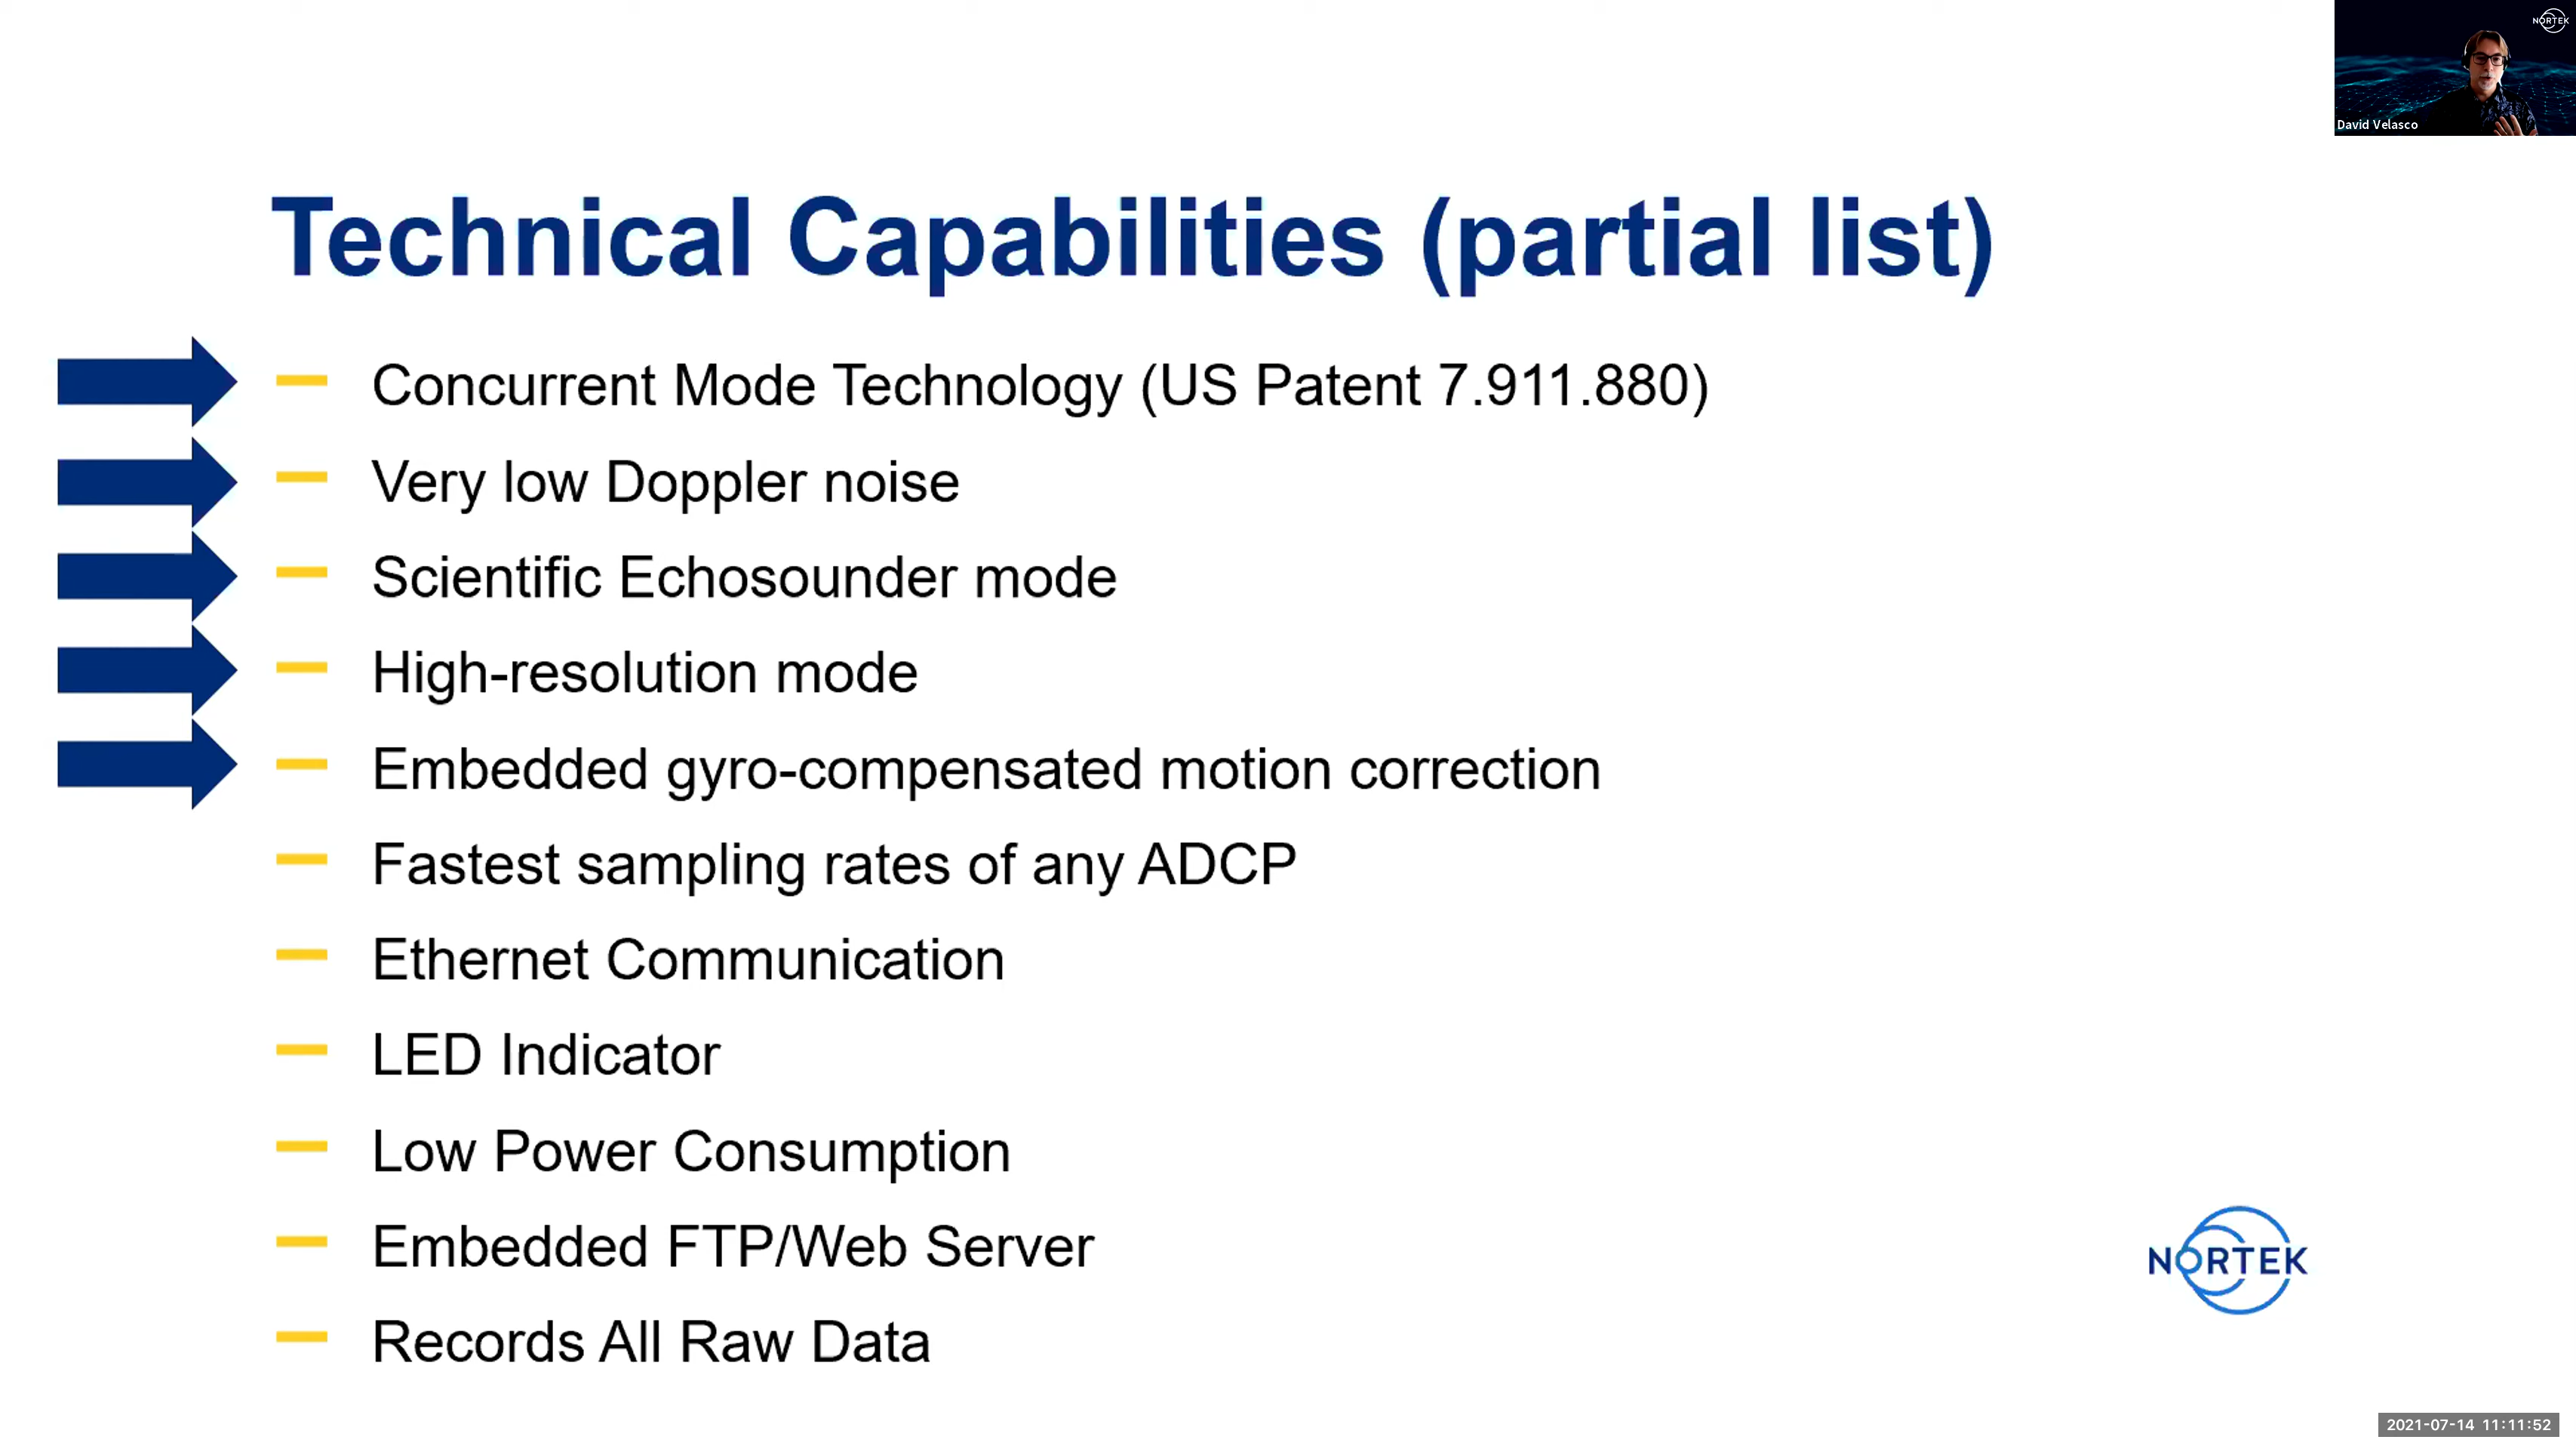 NORTEK
David Velasco
Technical Capabilities (partial list)
Concurrent Mode Technology (US Patent 7.911.880)
Very low Doppler noise
Scientific Echosounder mode
High-resolution mode
Embedded gyro-compensated motion correction
Fastest sampling rates of any ADCP
Ethernet Communication
LED Indicator
Low Power Consumption
Embedded FTP/Web Server
Records All Raw Data
NORTEK
2021-07-14 11:11:52